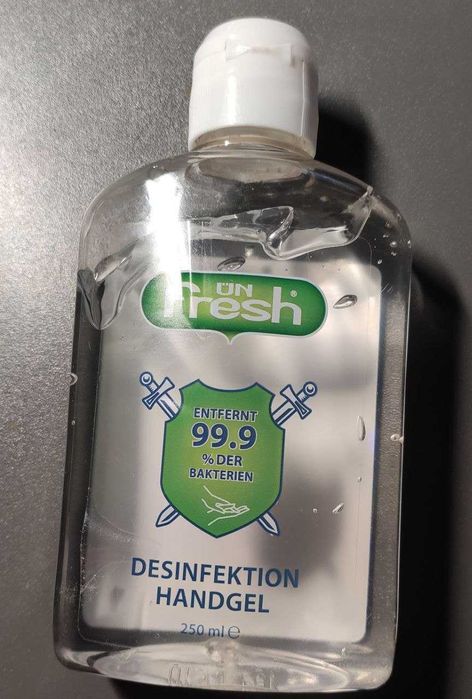 ÜN
fresh
ENTFERNT
99.9
% DER
BAKTERIEN
DESINFEKTION
HANDGEL
250 ml ℮